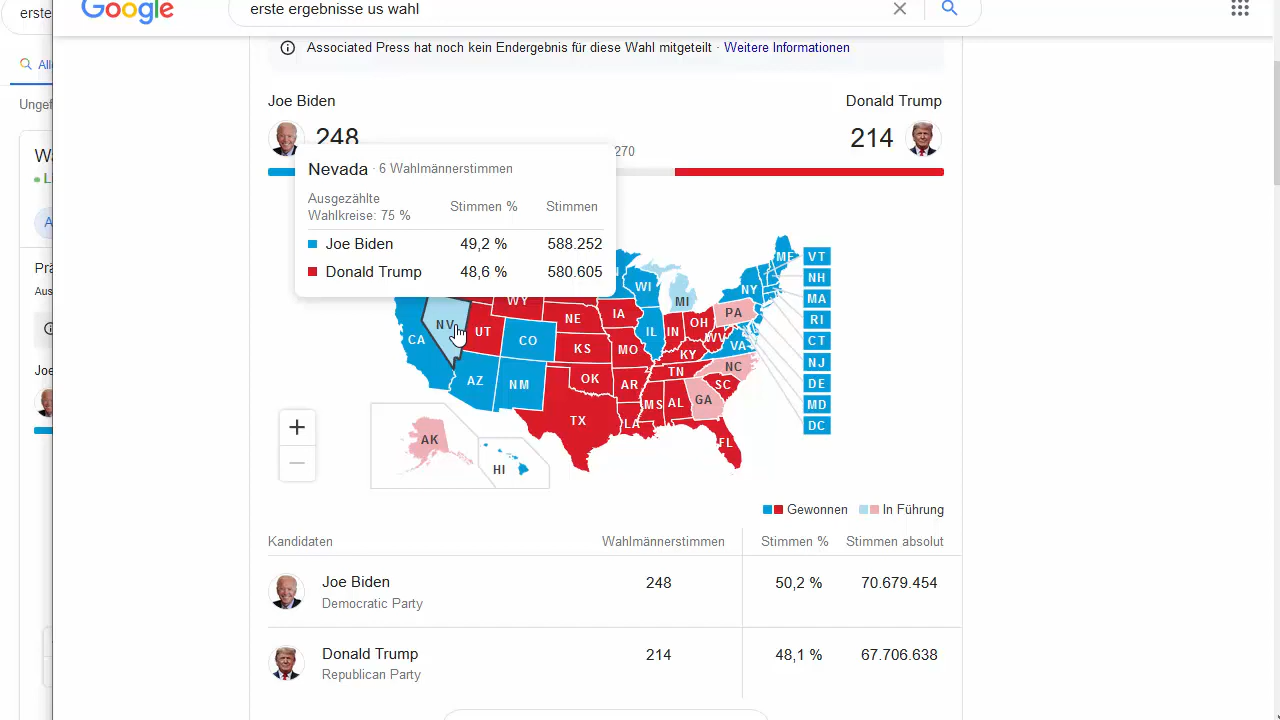 erste
Google
erste ergebnisse us wahl
Associated Press hat noch kein Endergebnis für diese Wahl mitgeteilt · Weitere Informationen
Alle
Ungef
Joe Biden
Donald Trump
248
214
270
Nevada · 6 Wahlmännerstimmen
Ausgezählte
Wahlkreise: 75 %
Stimmen %
Stimmen
Joe Biden 49,2 % 588.252
Donald Trump 48,6 % 580.605
W
L
A
Prä
Aus
Joe
ME
VT
NH
MA
RI
CT
NJ
DE
MD
DC
WI
NY
MI
WY
NE
IA
PA
OH
NV
UT
CA
CO
IL
IN
WV
VA
KS
MO
KY
NC
TN
AZ
NM
OK
AR
SC
MS
AL
GA
TX
LA
FL
AK
HI
+
−
Gewonnen
In Führung
Kandidaten Wahlmännerstimmen Stimmen % Stimmen absolut
Joe Biden 248 50,2 % 70.679.454
Democratic Party
Donald Trump 214 48,1 % 67.706.638
Republican Party